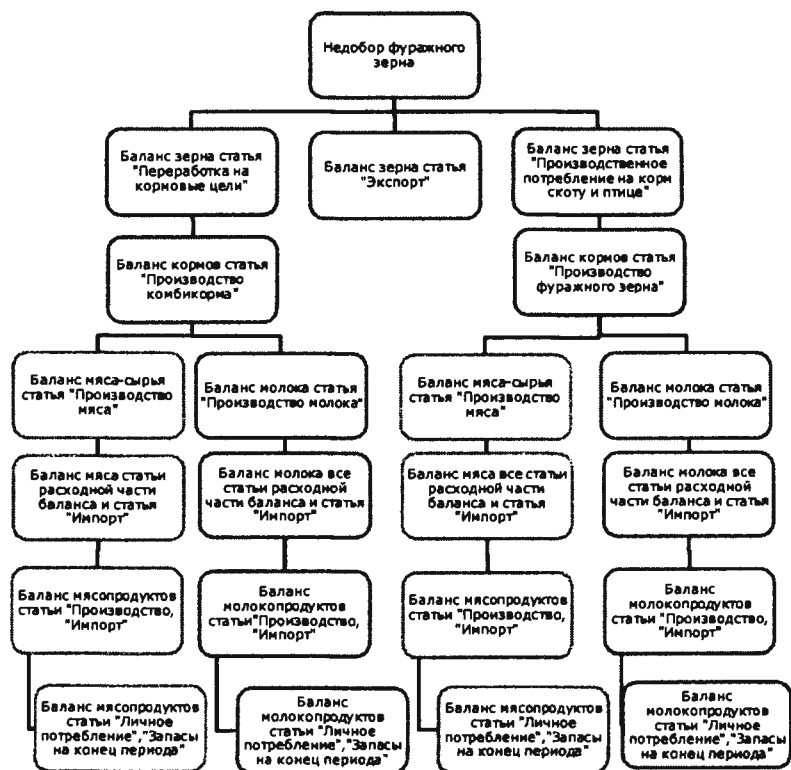 Недобор фуражного
зерна
Баланс зерна статья
"Переработка на
кормовые цели"
Баланс зерна статья
"Экспорт"
Баланс зерна статья
"Производственное
потребление на корм
скоту и птице"
Баланс кормов статья
"Производство
комбикорма"
Баланс кормов статья
"Производство
фуражного зерна"
Баланс мяса-сырья
статья "Производство
мяса"
Баланс молока статья
"Производство молока"
Баланс мяса-сырья
статья "Производство
мяса"
Баланс молока статья
"Производство молока"
Баланс мяса статьи
расходной части
баланса и статья
"Импорт"
Баланс молока все
статьи расходной
части баланса и статья
"Импорт"
Баланс мяса все статьи
расходной части
баланса и статья
"Импорт"
Баланс молока все
статьи расходной
части баланса и статья
"Импорт"
Баланс мясопродуктов
статьи "Производство,
"Импорт"
Баланс
молокопродуктов
статьи"Производство,
"Импорт"
Баланс мясопродуктов
статьи "Производство,
"Импорт"
Баланс
молокопродуктов
статьи "Производство,
"Импорт"
Баланс мясопродуктов
статьи "Личное
потребление","Запасы
на конец периода"
Баланс
молокопродуктов
статьи "Личное
потребление","Запасы
на конец периода"
Баланс мясопродуктов
статьи "Личное
потребление","Запасы
на конец периода"
Баланс
молокопродуктов
статьи "Личное
потребление","Запасы
на конец периода"